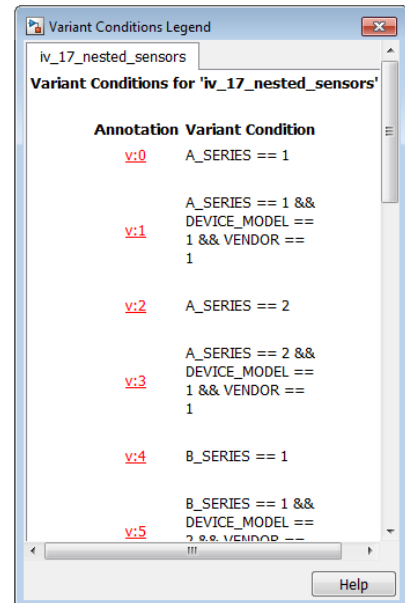 Variant Conditions Legend
iv_17_nested_sensors
Variant Conditions for 'iv_17_nested_sensors'
Annotation Variant Condition
v:0 A_SERIES == 1
A_SERIES == 1 &&
DEVICE_MODEL ==
v:1 1 && VENDOR ==
1
v:2 A_SERIES == 2
A_SERIES == 2 &&
DEVICE_MODEL ==
v:3 1 && VENDOR ==
1
v:4 B_SERIES == 1
B_SERIES == 1 &&
DEVICE_MODEL ==
v:5 2 && VENDOR ==
Help